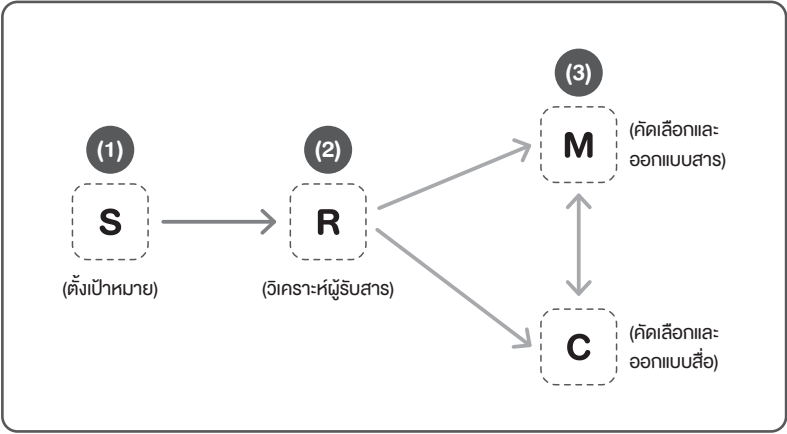 (1)
S
(ตั้งเป้าหมาย)
(2)
R
(วิเคราะห์ผู้รับสาร)
(3)
M
(คัดเลือกและ
ออกแบบสาร)
C
(คัดเลือกและ
ออกแบบสื่อ)